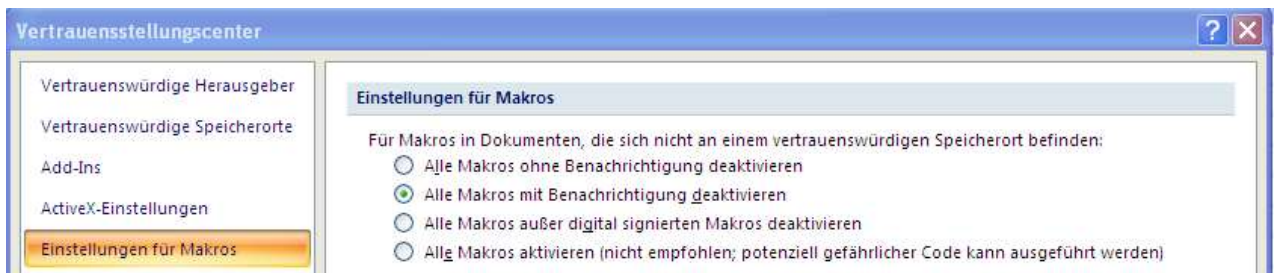 Vertrauensstellungscenter
Vertrauenswürdige Herausgeber
Vertrauenswürdige Speicherorte
Add-Ins
ActiveX-Einstellungen
Einstellungen für Makros
Einstellungen für Makros
Für Makros in Dokumenten, die sich nicht an einem vertrauenswürdigen Speicherort befinden:
Alle Makros ohne Benachrichtigung deaktivieren
Alle Makros mit Benachrichtigung deaktivieren
Alle Makros außer digital signierten Makros deaktivieren
Alle Makros aktivieren (nicht empfohlen; potenziell gefährlicher Code kann ausgeführt werden)